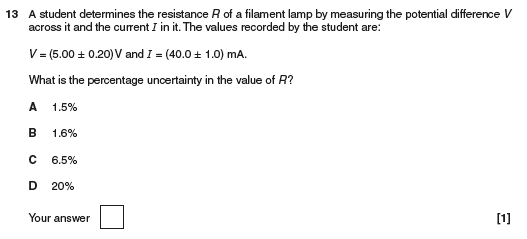 13 A student determines the resistance R of a filament lamp by measuring the potential difference V
across it and the current I in it. The values recorded by the student are:
V = (5.00 ± 0.20) V and I = (40.0 ± 1.0) mA.
What is the percentage uncertainty in the value of R?
A 1.5%
B 1.6%
C 6.5%
D 20%
Your answer [1]